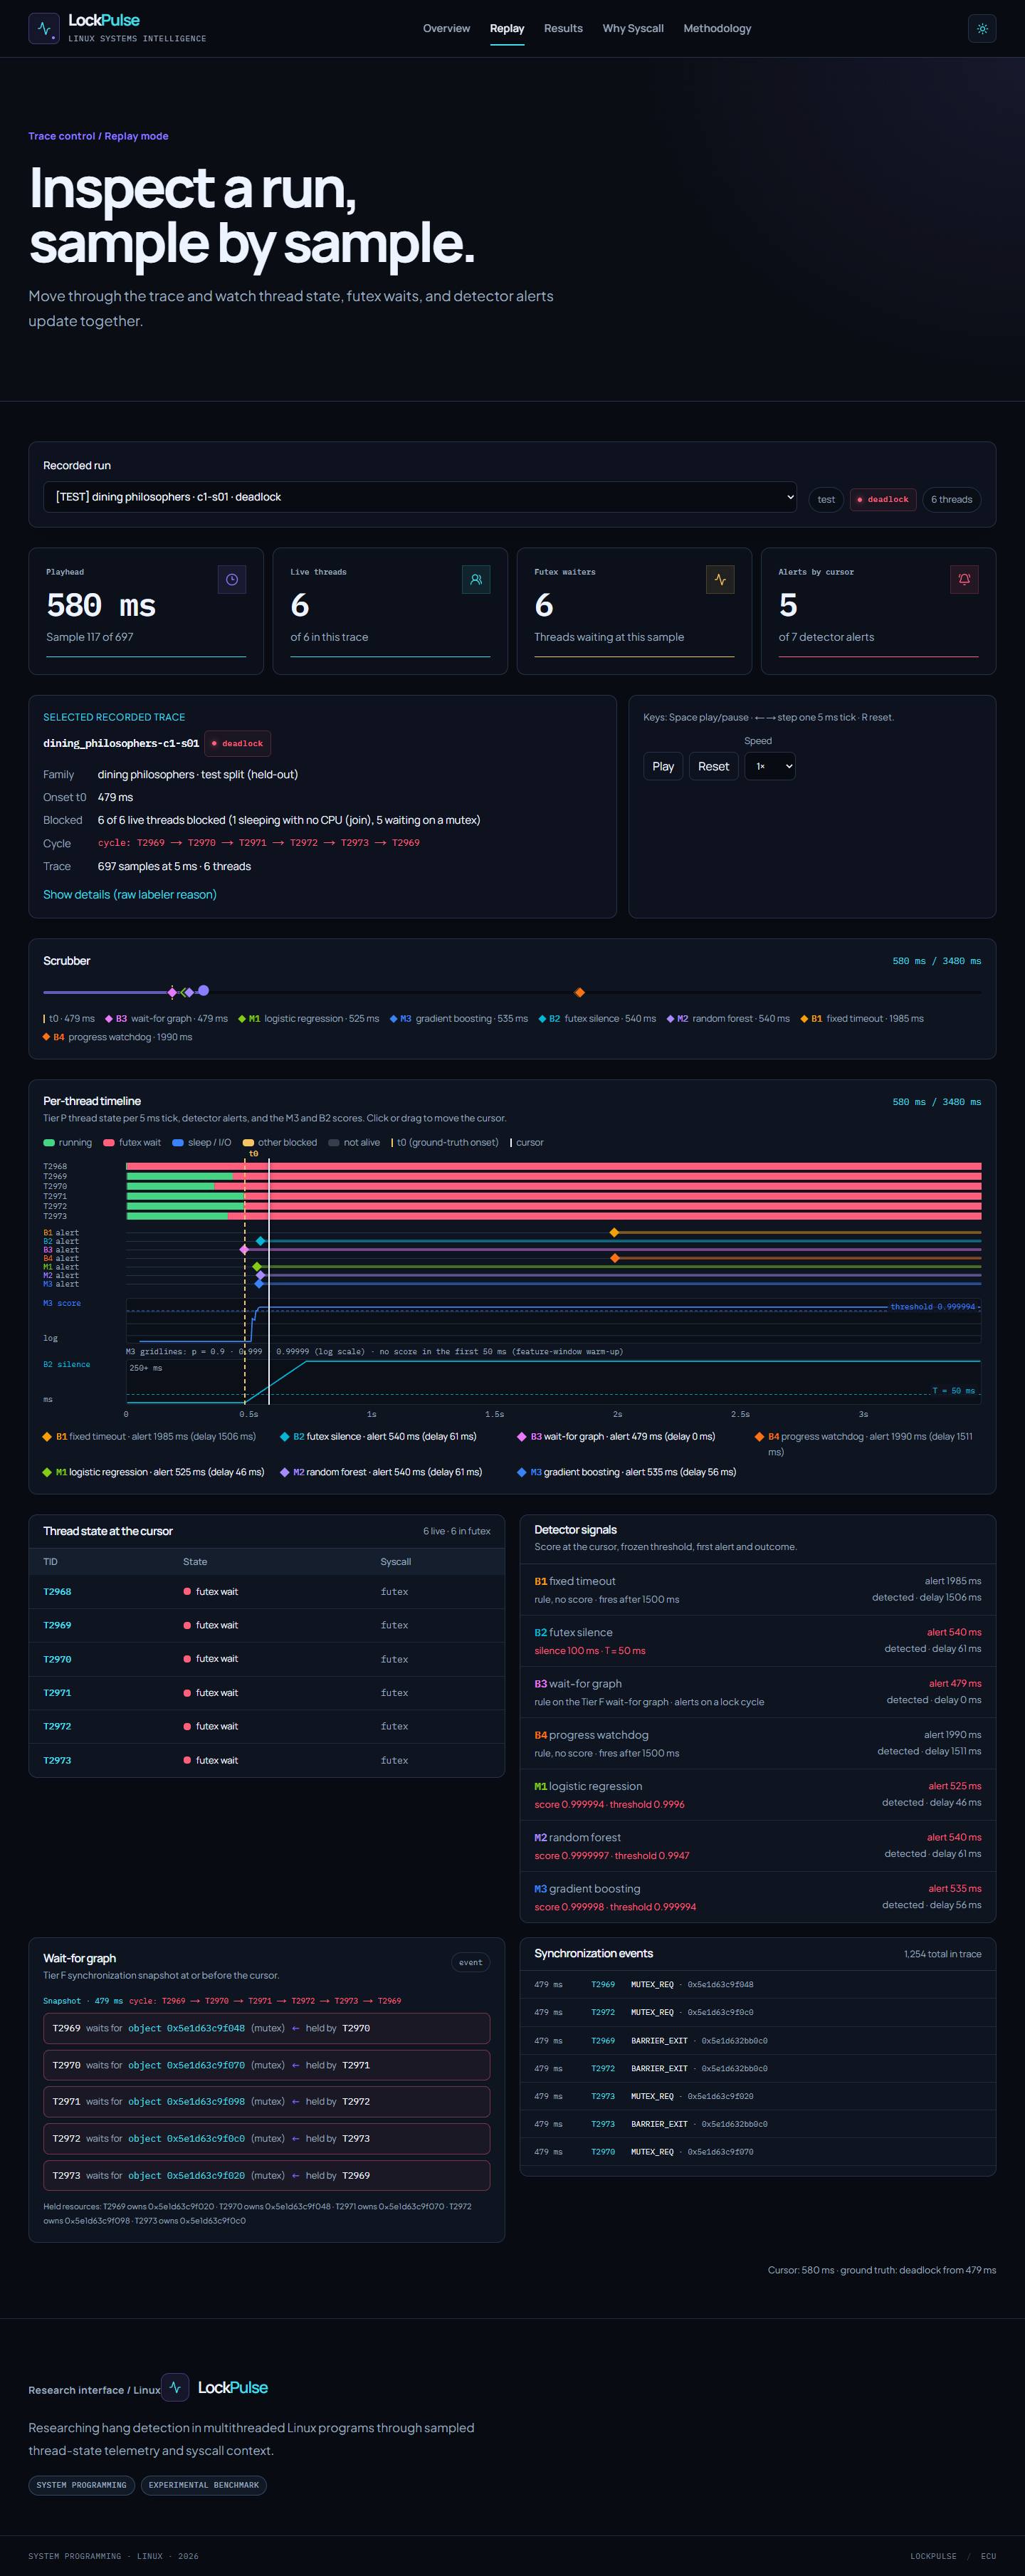 LockPulse
LINUX SYSTEMS INTELLIGENCE
Overview Replay Results Why Syscall Methodology
Trace control / Replay mode
Inspect a run,
sample by sample.
Move through the trace and watch thread state, futex waits, and detector alerts
update together.
Recorded run
[TEST] dining philosophers · c1-s01 · deadlock
test deadlock 6 threads
Playhead
580 ms
Sample 117 of 697
Live threads
6
of 6 in this trace
Futex waiters
6
Threads waiting at this sample
Alerts by cursor
5
of 7 detector alerts
SELECTED RECORDED TRACE
dining_philosophers-c1-s01 deadlock
Family dining philosophers · test split (held-out)
Onset t0 479 ms
Blocked 6 of 6 live threads blocked (1 sleeping with no CPU (join), 5 waiting on a mutex)
Cycle cycle: T2969 → T2970 → T2971 → T2972 → T2973 → T2969
Trace 697 samples at 5 ms · 6 threads
Show details (raw labeler reason)
Keys: Space play/pause · ←→ step one 5 ms tick · R reset.
Speed
Play Reset 1×
Scrubber 580 ms / 3480 ms
t0 · 479 ms B3 wait-for graph · 479 ms M1 logistic regression · 525 ms M3 gradient boosting · 535 ms B2 futex silence · 540 ms M2 random forest · 540 ms B1 fixed timeout · 1985 ms
B4 progress watchdog · 1990 ms
Per-thread timeline 580 ms / 3480 ms
Tier P thread state per 5 ms tick, detector alerts, and the M3 and B2 scores. Click or drag to move the cursor.
running futex wait sleep / I/O other blocked not alive t0 (ground-truth onset) cursor
t0
T2968
T2969
T2970
T2971
T2972
T2973
B1 alert
B2 alert
B3 alert
B4 alert
M1 alert
M2 alert
M3 alert
M3 score threshold 0.999994
log
M3 gridlines: p = 0.9 · 0.999 0.99999 (log scale) · no score in the first 50 ms (feature-window warm-up)
B2 silence 250+ ms
ms T = 50 ms
0 0.5s 1s 1.5s 2s 2.5s 3s
B1 fixed timeout · alert 1985 ms (delay 1506 ms) B2 futex silence · alert 540 ms (delay 61 ms) B3 wait-for graph · alert 479 ms (delay 0 ms) B4 progress watchdog · alert 1990 ms (delay 1511
ms)
M1 logistic regression · alert 525 ms (delay 46 ms) M2 random forest · alert 540 ms (delay 61 ms) M3 gradient boosting · alert 535 ms (delay 56 ms)
Thread state at the cursor 6 live · 6 in futex
TID State Syscall
T2968 futex wait futex
T2969 futex wait futex
T2970 futex wait futex
T2971 futex wait futex
T2972 futex wait futex
T2973 futex wait futex
Detector signals
Score at the cursor, frozen threshold, first alert and outcome.
B1 fixed timeout alert 1985 ms
rule, no score · fires after 1500 ms detected · delay 1506 ms
B2 futex silence alert 540 ms
silence 100 ms · T = 50 ms detected · delay 61 ms
B3 wait-for graph alert 479 ms
rule on the Tier F wait-for graph · alerts on a lock cycle detected · delay 0 ms
B4 progress watchdog alert 1990 ms
rule, no score · fires after 1500 ms detected · delay 1511 ms
M1 logistic regression alert 525 ms
score 0.999994 · threshold 0.9996 detected · delay 46 ms
M2 random forest alert 540 ms
score 0.9999997 · threshold 0.9947 detected · delay 61 ms
M3 gradient boosting alert 535 ms
score 0.999998 · threshold 0.999994 detected · delay 56 ms
Wait-for graph event
Tier F synchronization snapshot at or before the cursor.
Snapshot · 479 ms cycle: T2969 → T2970 → T2971 → T2972 → T2973 → T2969
T2969 waits for object 0x5e1d63c9f048 (mutex) ← held by T2970
T2970 waits for object 0x5e1d63c9f070 (mutex) ← held by T2971
T2971 waits for object 0x5e1d63c9f098 (mutex) ← held by T2972
T2972 waits for object 0x5e1d63c9f0c0 (mutex) ← held by T2973
T2973 waits for object 0x5e1d63c9f020 (mutex) ← held by T2969
Held resources: T2969 owns 0x5e1d63c9f020 · T2970 owns 0x5e1d63c9f048 · T2971 owns 0x5e1d63c9f070 · T2972
owns 0x5e1d63c9f098 · T2973 owns 0x5e1d63c9f0c0
Synchronization events 1,254 total in trace
479 ms T2969 MUTEX_REQ · 0x5e1d63c9f048
479 ms T2972 MUTEX_REQ · 0x5e1d63c9f0c0
479 ms T2969 BARRIER_EXIT · 0x5e1d632bb0c0
479 ms T2972 BARRIER_EXIT · 0x5e1d632bb0c0
479 ms T2973 MUTEX_REQ · 0x5e1d63c9f020
479 ms T2973 BARRIER_EXIT · 0x5e1d632bb0c0
479 ms T2970 MUTEX_REQ · 0x5e1d63c9f070
Cursor: 580 ms · ground truth: deadlock from 479 ms
Research interface / Linux LockPulse
Researching hang detection in multithreaded Linux programs through sampled
thread-state telemetry and syscall context.
SYSTEM PROGRAMMING EXPERIMENTAL BENCHMARK
SYSTEM PROGRAMMING · LINUX · 2026 LOCKPULSE / ECU